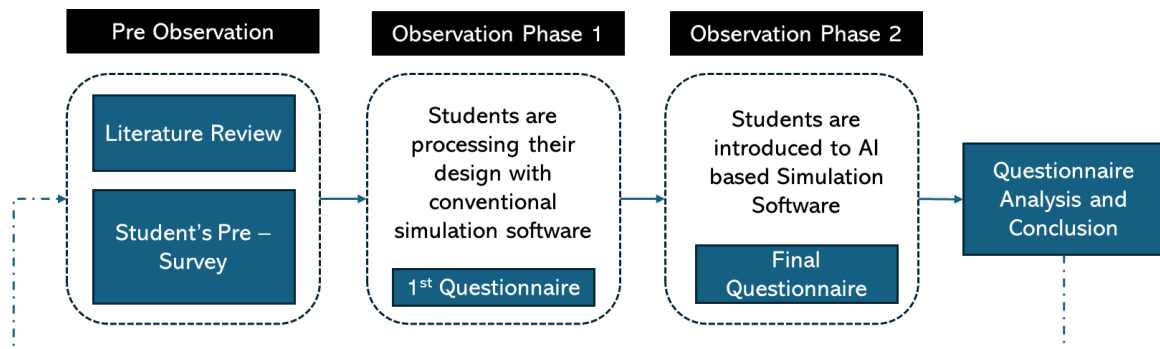 Pre Observation
Literature Review
Student’s Pre –
Survey
Observation Phase 1
Students are
processing their
design with
conventional
simulation software
1st Questionnaire
Observation Phase 2
Students are
introduced to AI
based Simulation
Software
Final
Questionnaire
Questionnaire
Analysis and
Conclusion